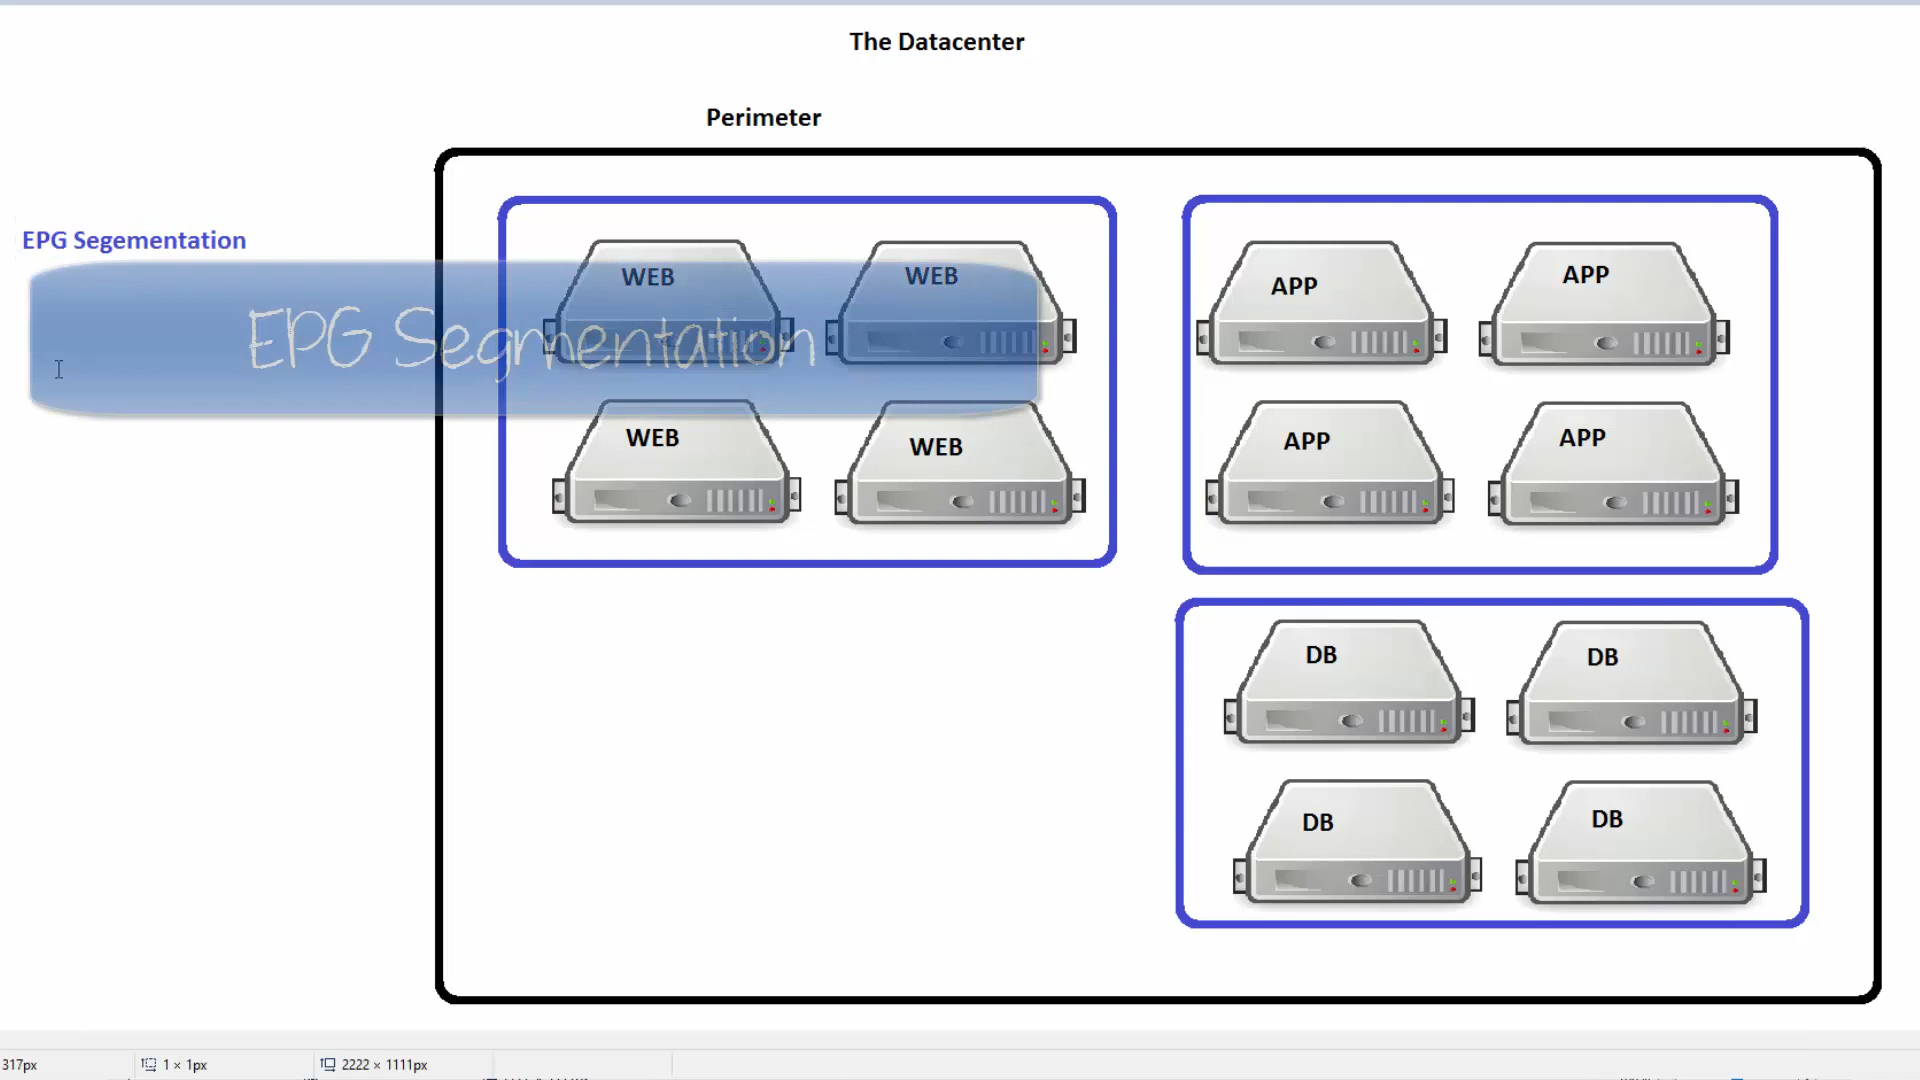 The Datacenter
Perimeter
EPG Segementation
EPG Segmentation
WEB WEB
WEB WEB
APP APP
APP APP
DB DB
DB DB
317px 1 × 1px 2222 × 1111px